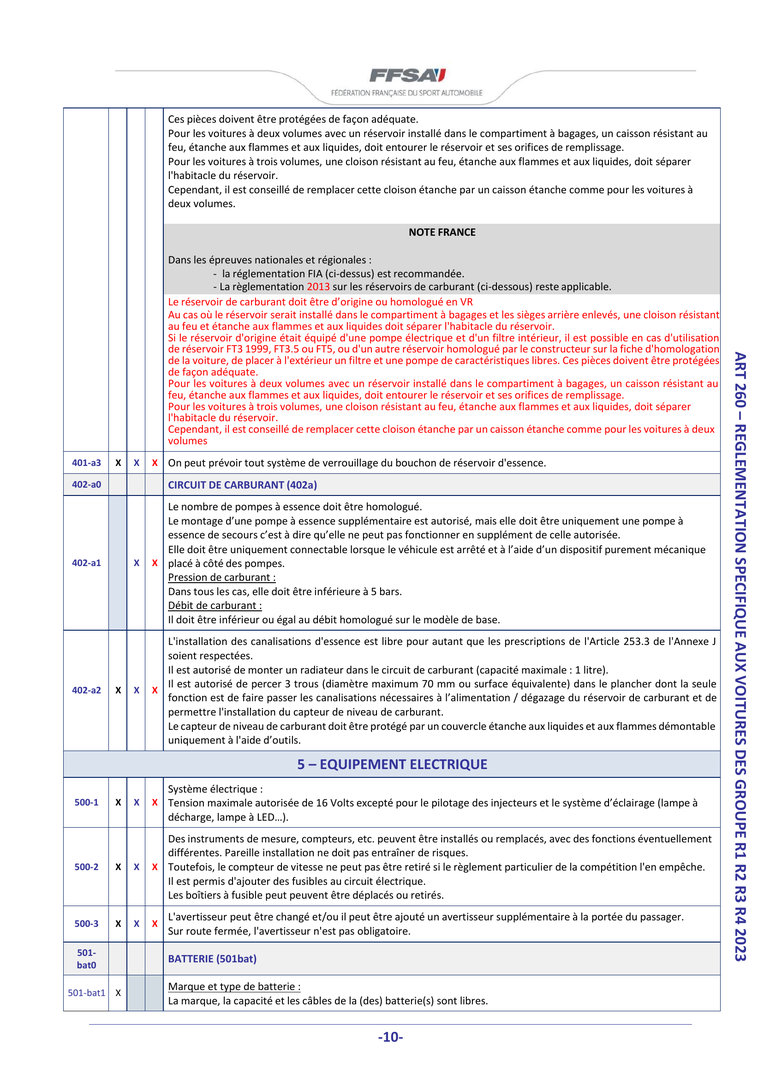 FFSA
FÉDÉRATION FRANÇAISE DU SPORT AUTOMOBILE
Ces pièces doivent être protégées de façon adéquate.
Pour les voitures à deux volumes avec un réservoir installé dans le compartiment à bagages, un caisson résistant au
feu, étanche aux flammes et aux liquides, doit entourer le réservoir et ses orifices de remplissage.
Pour les voitures à trois volumes, une cloison résistant au feu, étanche aux flammes et aux liquides, doit séparer
l'habitacle du réservoir.
Cependant, il est conseillé de remplacer cette cloison étanche par un caisson étanche comme pour les voitures à
deux volumes.
NOTE FRANCE
Dans les épreuves nationales et régionales :
- la réglementation FIA (ci-dessus) est recommandée.
- La règlementation 2013 sur les réservoirs de carburant (ci-dessous) reste applicable.
Le réservoir de carburant doit être d'origine ou homologué en VR
Au cas où le réservoir serait installé dans le compartiment à bagages et les sièges arrière enlevés, une cloison résistant
au feu et étanche aux flammes et aux liquides doit séparer l'habitacle du réservoir.
Si le réservoir d'origine était équipé d'une pompe électrique et d'un filtre intérieur, il est possible en cas d'utilisation
de réservoir FT3 1999, FT3.5 ou FT5, ou d'un autre réservoir homologué par le constructeur sur la fiche d'homologation
de la voiture, de placer à l'extérieur un filtre et une pompe de caractéristiques libres. Ces pièces doivent être protégées
de façon adéquate.
Pour les voitures à deux volumes avec un réservoir installé dans le compartiment à bagages, un caisson résistant au
feu, étanche aux flammes et aux liquides, doit entourer le réservoir et ses orifices de remplissage.
Pour les voitures à trois volumes, une cloison résistant au feu, étanche aux flammes et aux liquides, doit séparer
l'habitacle du réservoir.
Cependant, il est conseillé de remplacer cette cloison étanche par un caisson étanche comme pour les voitures à deux
volumes
401-a3 X X X On peut prévoir tout système de verrouillage du bouchon de réservoir d'essence.
402-a0 CIRCUIT DE CARBURANT (402a)
Le nombre de pompes à essence doit être homologué.
Le montage d'une pompe à essence supplémentaire est autorisé, mais elle doit être uniquement une pompe à
essence de secours c'est à dire qu'elle ne peut pas fonctionner en supplément de celle autorisée.
Elle doit être uniquement connectable lorsque le véhicule est arrêté et à l'aide d'un dispositif purement mécanique
402-a1 X X placé à côté des pompes.
Pression de carburant :
Dans tous les cas, elle doit être inférieure à 5 bars.
Débit de carburant :
Il doit être inférieur ou égal au débit homologué sur le modèle de base.
L'installation des canalisations d'essence est libre pour autant que les prescriptions de l'Article 253.3 de l'Annexe J
soient respectées.
Il est autorisé de monter un radiateur dans le circuit de carburant (capacité maximale : 1 litre).
Il est autorisé de percer 3 trous (diamètre maximum 70 mm ou surface équivalente) dans le plancher dont la seule
402-a2 X X X fonction est de faire passer les canalisations nécessaires à l'alimentation / dégazage du réservoir de carburant et de
permettre l'installation du capteur de niveau de carburant.
Le capteur de niveau de carburant doit être protégé par un couvercle étanche aux liquides et aux flammes démontable
uniquement à l'aide d'outils.
5 – EQUIPEMENT ELECTRIQUE
Système électrique :
500-1 X X X Tension maximale autorisée de 16 Volts excepté pour le pilotage des injecteurs et le système d'éclairage (lampe à
décharge, lampe à LED…).
Des instruments de mesure, compteurs, etc. peuvent être installés ou remplacés, avec des fonctions éventuellement
différentes. Pareille installation ne doit pas entraîner de risques.
500-2 X X X Toutefois, le compteur de vitesse ne peut pas être retiré si le règlement particulier de la compétition l'en empêche.
Il est permis d'ajouter des fusibles au circuit électrique.
Les boîtiers à fusible peut peuvent être déplacés ou retirés.
500-3 X X X L'avertisseur peut être changé et/ou il peut être ajouté un avertisseur supplémentaire à la portée du passager.
Sur route fermée, l'avertisseur n'est pas obligatoire.
501-
bat0 BATTERIE (501bat)
501-bat1 X Marque et type de batterie :
La marque, la capacité et les câbles de la (des) batterie(s) sont libres.
ART 260 – REGLEMENTATION SPECIFIQUE AUX VOITURES DES GROUPE R1 R2 R3 R4 2023
-10-